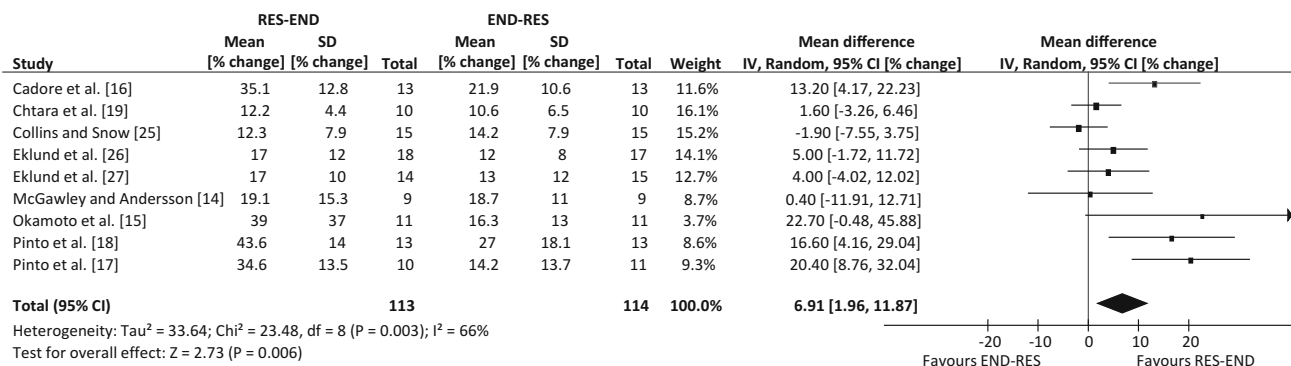 RES-END END-RES
Mean SD Mean SD Mean difference Mean difference
Study [% change] [% change] Total [% change] [% change] Total Weight IV, Random, 95% CI [% change] IV, Random, 95% CI [% change]
Cadore et al. [16] 35.1 12.8 13 21.9 10.6 13 11.6% 13.20 [4.17, 22.23]
Chtara et al. [19] 12.2 4.4 10 10.6 6.5 10 16.1% 1.60 [-3.26, 6.46]
Collins and Snow [25] 12.3 7.9 15 14.2 7.9 15 15.2% -1.90 [-7.55, 3.75]
Eklund et al. [26] 17 12 18 12 8 17 14.1% 5.00 [-1.72, 11.72]
Eklund et al. [27] 17 10 14 13 12 15 12.7% 4.00 [-4.02, 12.02]
McGawley and Andersson [14] 19.1 15.3 9 18.7 11 9 8.7% 0.40 [-11.91, 12.71]
Okamoto et al. [15] 39 37 11 16.3 13 11 3.7% 22.70 [-0.48, 45.88]
Pinto et al. [18] 43.6 14 13 27 18.1 13 8.6% 16.60 [4.16, 29.04]
Pinto et al. [17] 34.6 13.5 10 14.2 13.7 11 9.3% 20.40 [8.76, 32.04]
Total (95% CI) 113 114 100.0% 6.91 [1.96, 11.87]
Heterogeneity: Tau² = 33.64; Chi² = 23.48, df = 8 (P = 0.003); I² = 66%
Test for overall effect: Z = 2.73 (P = 0.006)
-20 -10 0 10 20
Favours END-RES Favours RES-END